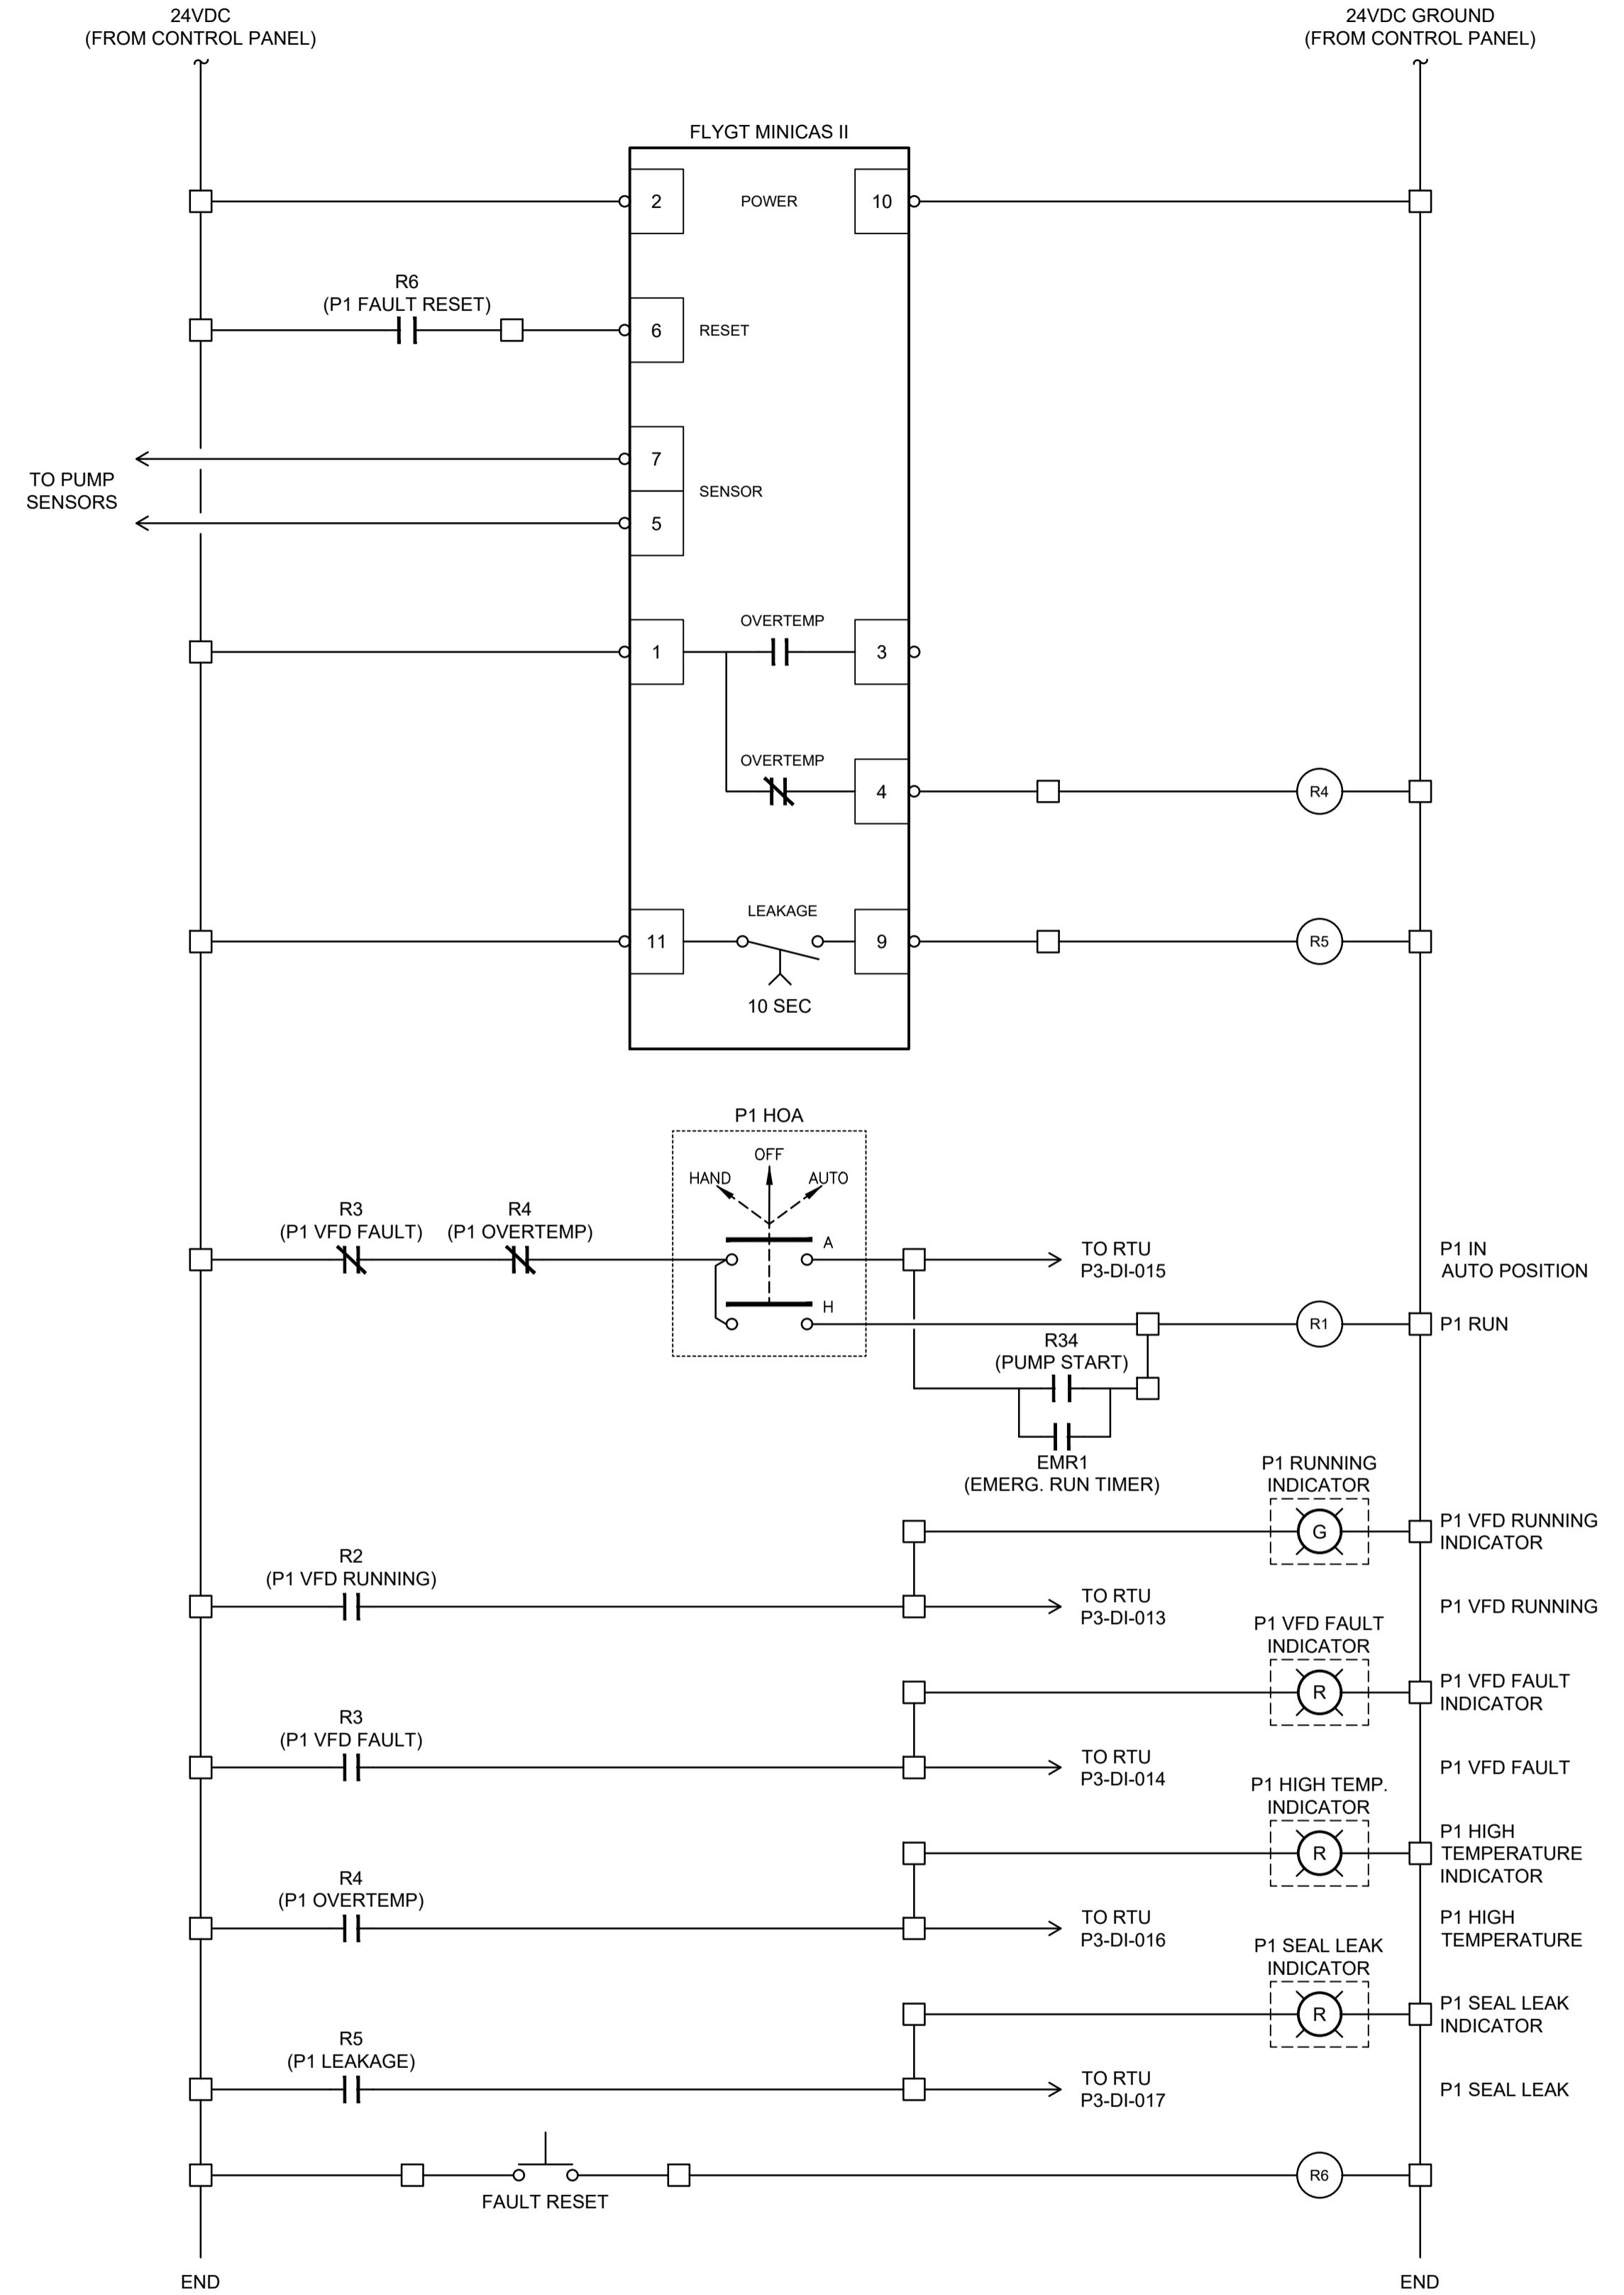 24VDC
(FROM CONTROL PANEL)
24VDC GROUND
(FROM CONTROL PANEL)
FLYGT MINICAS II
2
POWER
10
R6
(P1 FAULT RESET)
6
RESET
7
TO PUMP
SENSORS
SENSOR
5
OVERTEMP
1
3
OVERTEMP
4
R4
LEAKAGE
11
9
R5
10 SEC
P1 HOA
OFF
HAND
AUTO
R3
(P1 VFD FAULT)
R4
(P1 OVERTEMP)
A
TO RTU
P3-DI-015
P1 IN
AUTO POSITION
H
R1
P1 RUN
R34
(PUMP START)
EMR1
(EMERG. RUN TIMER)
P1 RUNNING
INDICATOR
G
P1 VFD RUNNING
INDICATOR
R2
(P1 VFD RUNNING)
TO RTU
P3-DI-013
P1 VFD RUNNING
P1 VFD FAULT
INDICATOR
R
P1 VFD FAULT
INDICATOR
R3
(P1 VFD FAULT)
TO RTU
P3-DI-014
P1 VFD FAULT
P1 HIGH TEMP.
INDICATOR
R
P1 HIGH
TEMPERATURE
INDICATOR
R4
(P1 OVERTEMP)
TO RTU
P3-DI-016
P1 HIGH
TEMPERATURE
P1 SEAL LEAK
INDICATOR
R
P1 SEAL LEAK
INDICATOR
R5
(P1 LEAKAGE)
TO RTU
P3-DI-017
P1 SEAL LEAK
FAULT RESET
R6
END
END